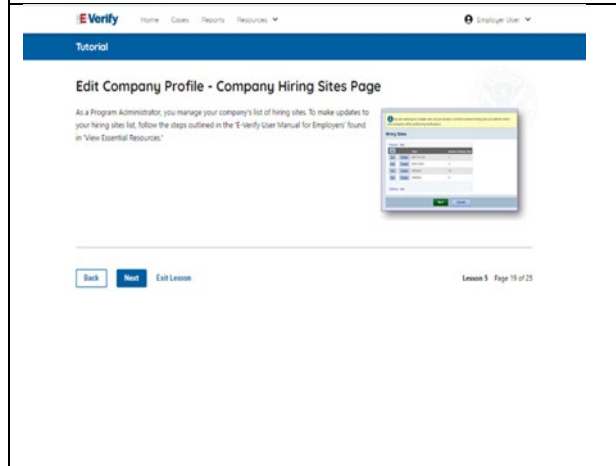 E-Verify Home Cases Reports Resources Employer User
Tutorial
Edit Company Profile - Company Hiring Sites Page
As a Program Administrator, you manage your company's list of hiring sites. To make updates to
your hiring sites list, follow the steps outlined in the 'E-Verify User Manual for Employers' found
in 'View Essential Resources.'
Hiring Sites
Back Next Exit Lesson Lesson 5 Page 19 of 25